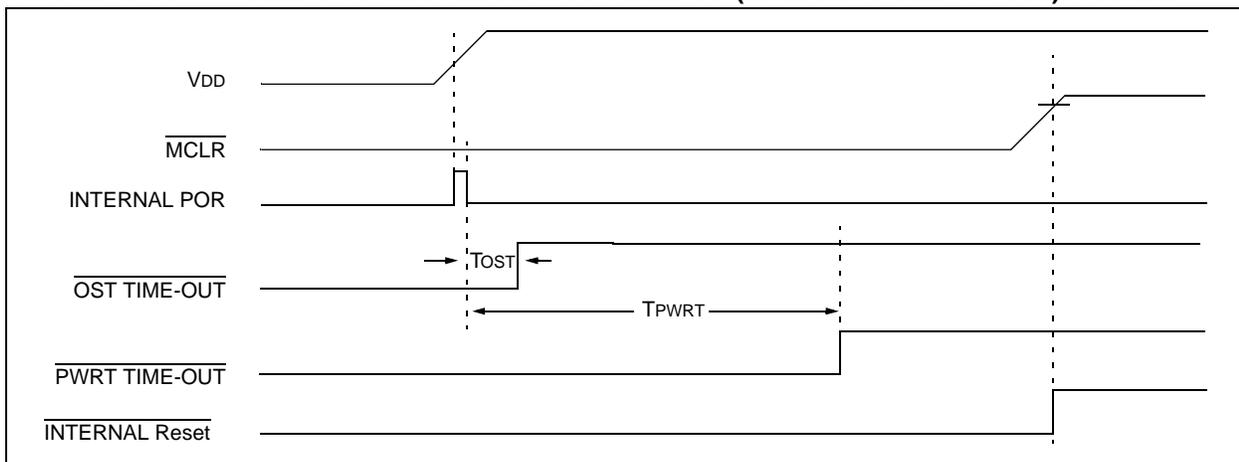 VDD
MCLR
INTERNAL POR
TOST
OST TIME-OUT
TPWRT
PWRT TIME-OUT
INTERNAL Reset